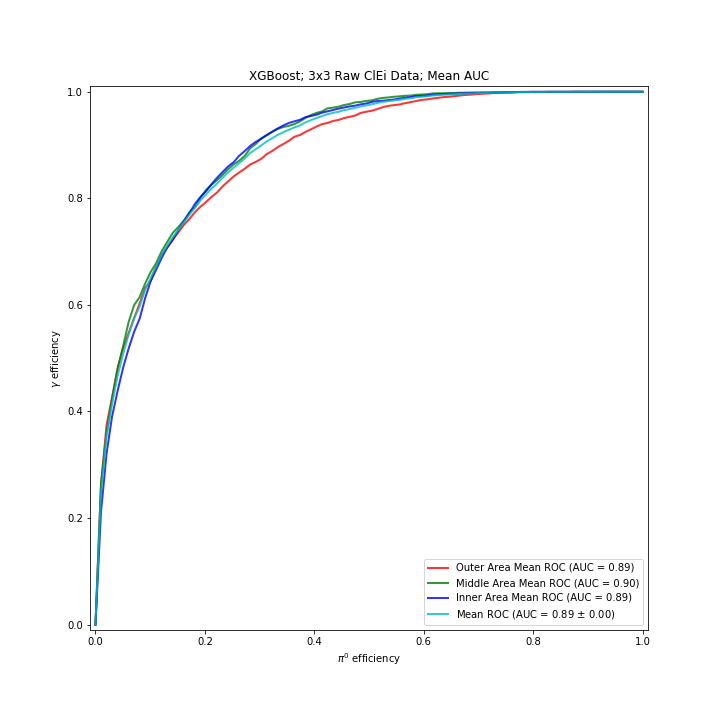 XGBoost; 3x3 Raw ClEi Data; Mean AUC
1.0
0.8
0.6
0.4
0.2
0.0
γ efficiency
0.0 0.2 0.4 0.6 0.8 1.0
π⁰ efficiency
Outer Area Mean ROC (AUC = 0.89)
Middle Area Mean ROC (AUC = 0.90)
Inner Area Mean ROC (AUC = 0.89)
Mean ROC (AUC = 0.89 ± 0.00)